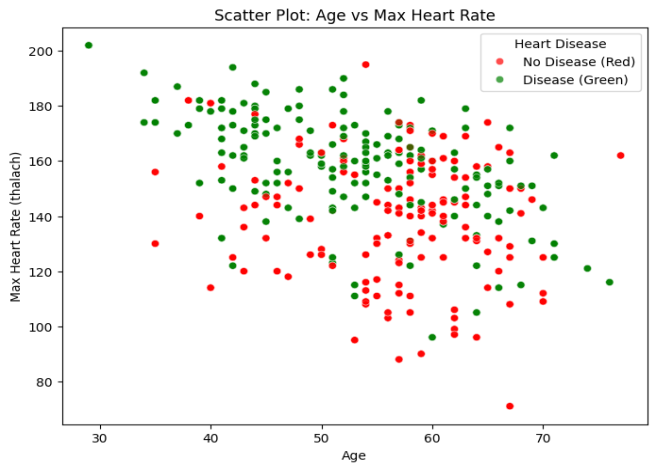 Scatter Plot: Age vs Max Heart Rate
Heart Disease
No Disease (Red)
Disease (Green)
Max Heart Rate (thalach)
200
180
160
140
120
100
80
30
40
50
60
70
Age